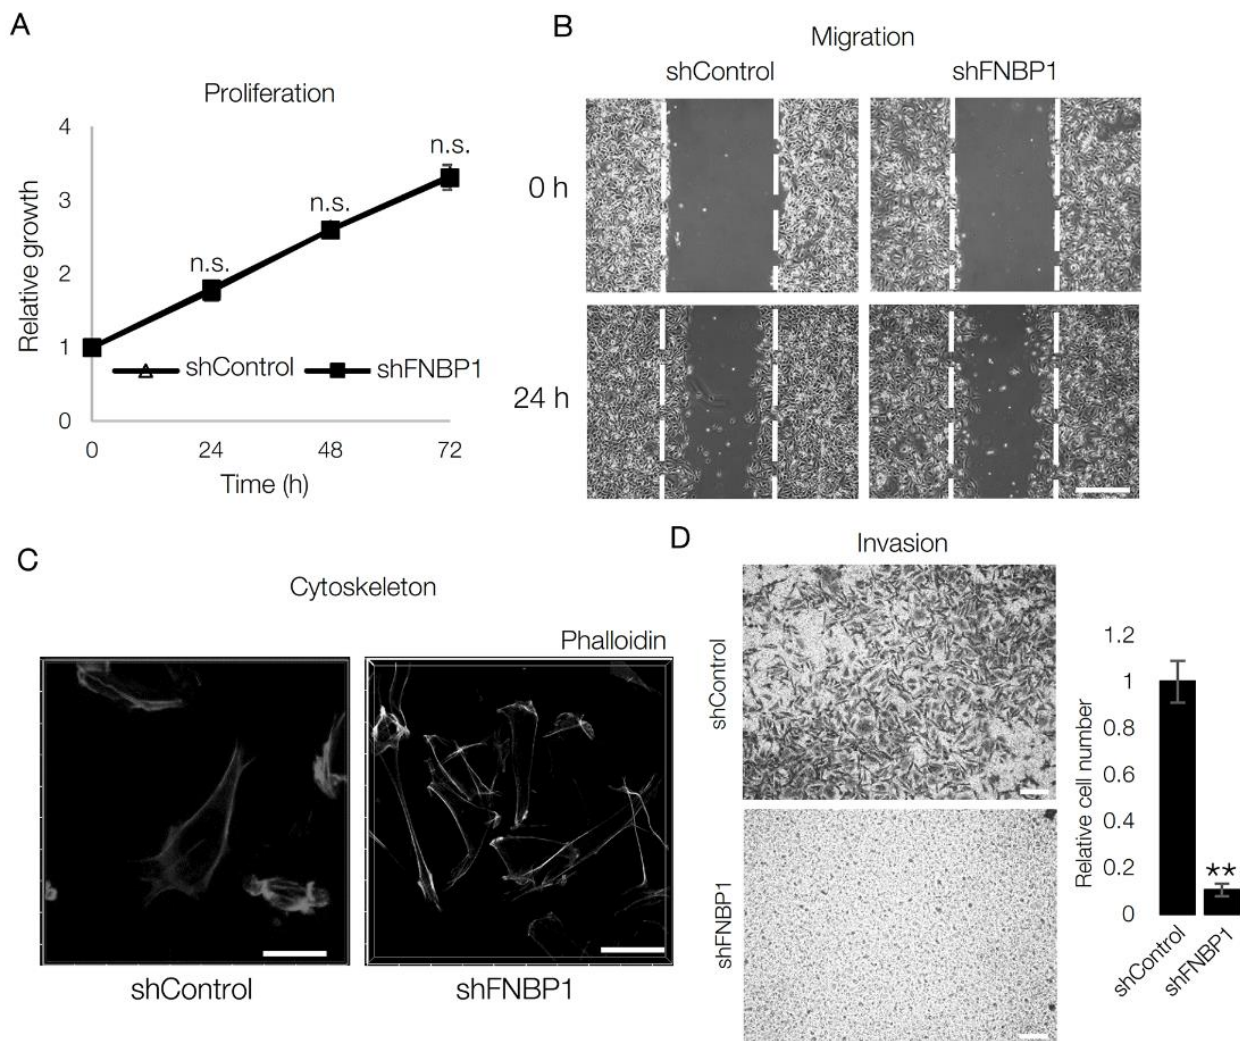 A
Proliferation
4
3
2
1
0
Relative growth
n.s.
n.s.
n.s.
shControl
shFNBP1
0
24
48
72
Time (h)
B
Migration
shControl
shFNBP1
0 h
24 h
C
Cytoskeleton
Phalloidin
shControl
shFNBP1
D
Invasion
shControl
shFNBP1
Relative cell number
1.2
1
0.8
0.6
0.4
0.2
0
**
shControl
shFNBP1